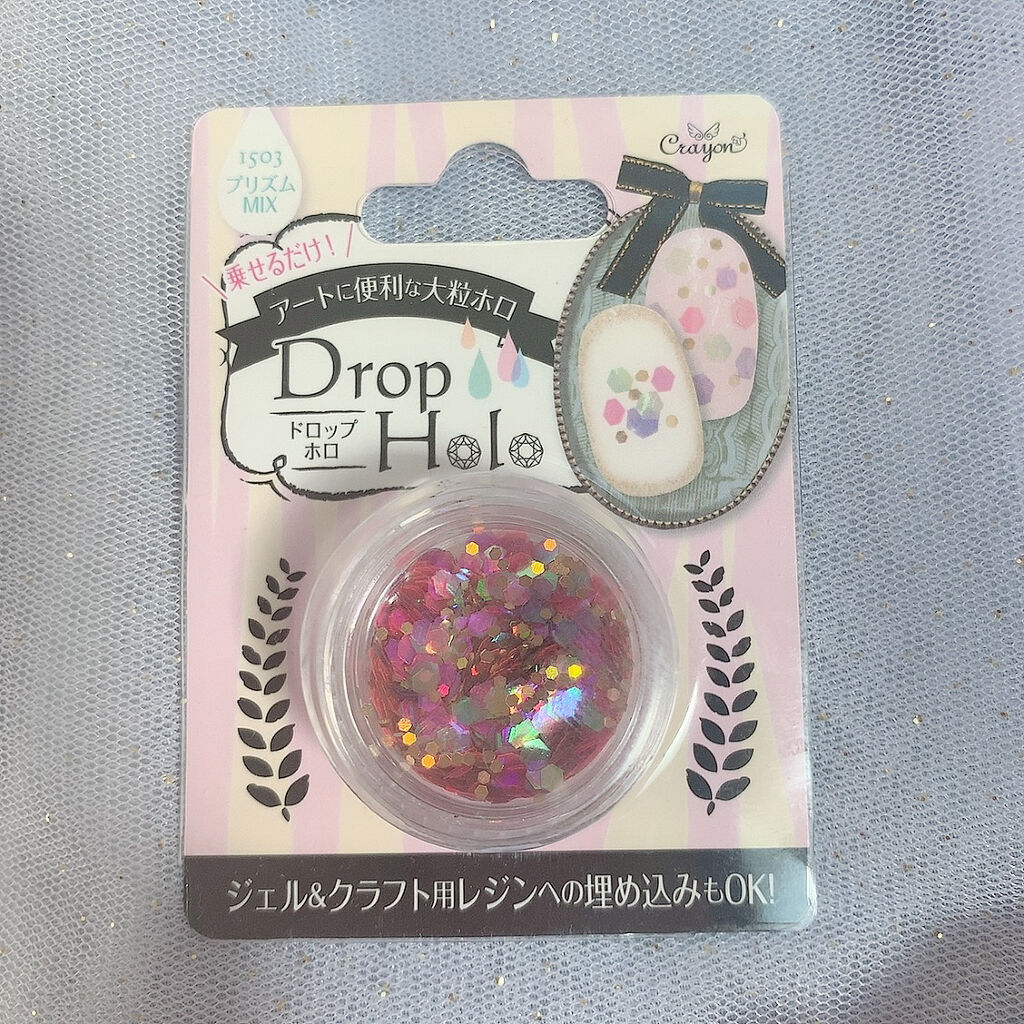 1503
プリズム
MIX
Crayon
乗せるだけ！
アートに便利な大粒ホロ
Drop
ドロップ
ホロ
Holo
ジェル&クラフト用レジンへの埋め込みもOK!